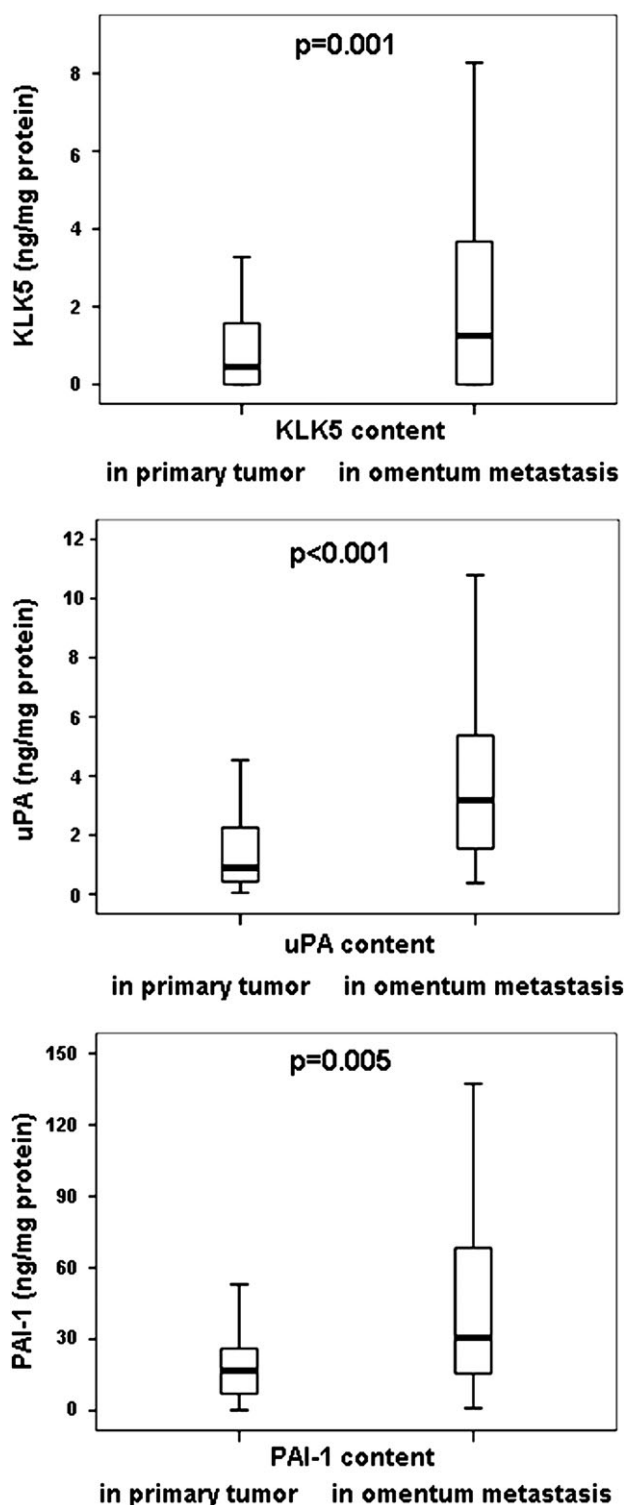 p=0.001
KLK5 (ng/mg protein)
8
6
4
2
0
KLK5 content
in primary tumor in omentum metastasis
p<0.001
uPA (ng/mg protein)
12
10
8
6
4
2
0
uPA content
in primary tumor in omentum metastasis
p=0.005
PAI-1 (ng/mg protein)
150
120
90
60
30
0
PAI-1 content
in primary tumor in omentum metastasis